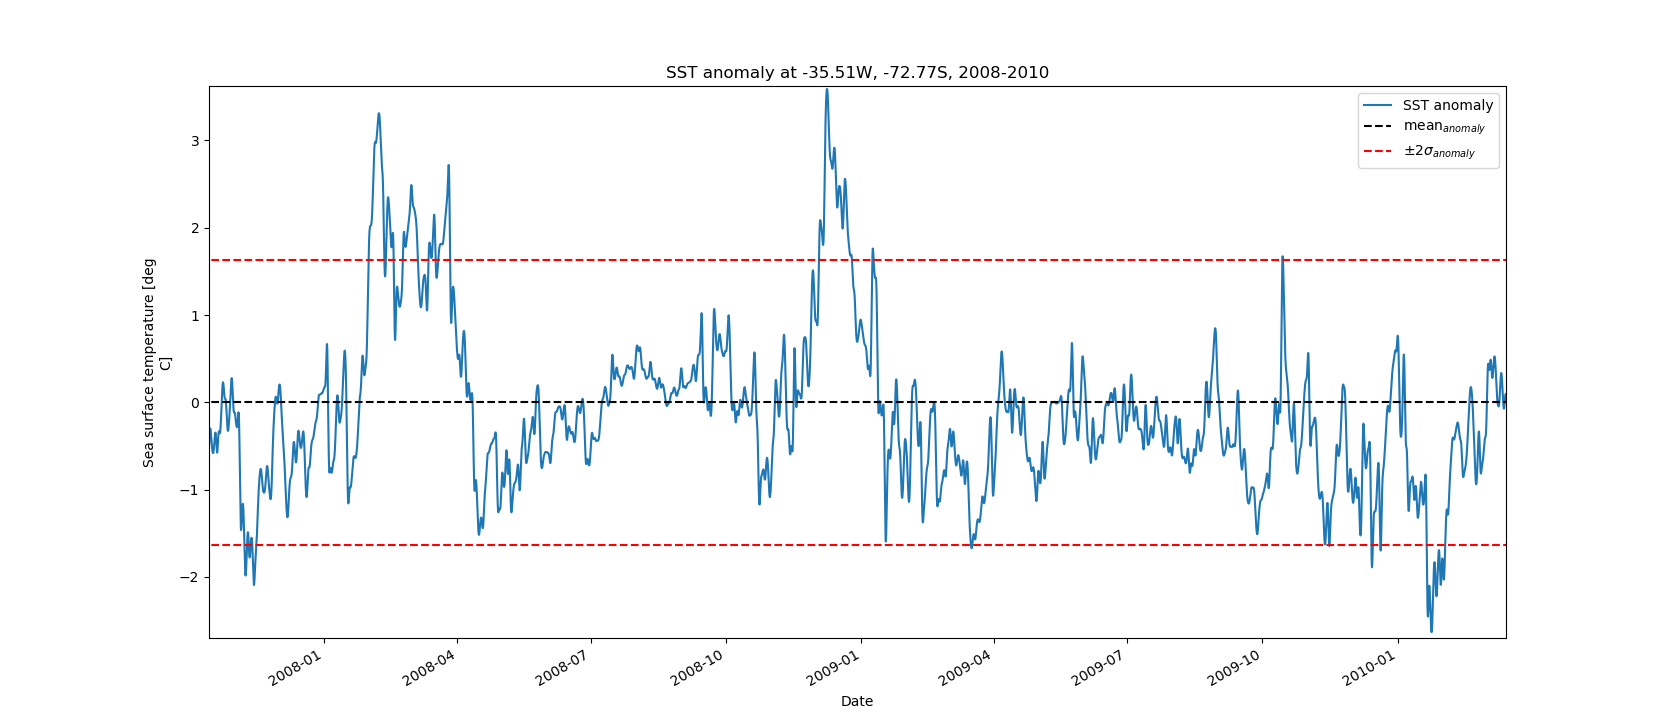 SST anomaly at -35.51W, -72.77S, 2008-2010
SST anomaly
mean_anomaly
±2σ_anomaly
3
2
1
0
−1
−2
Sea surface temperature [deg
C]
2008-01
2008-04
2008-07
2008-10
2009-01
2009-04
2009-07
2009-10
2010-01
Date